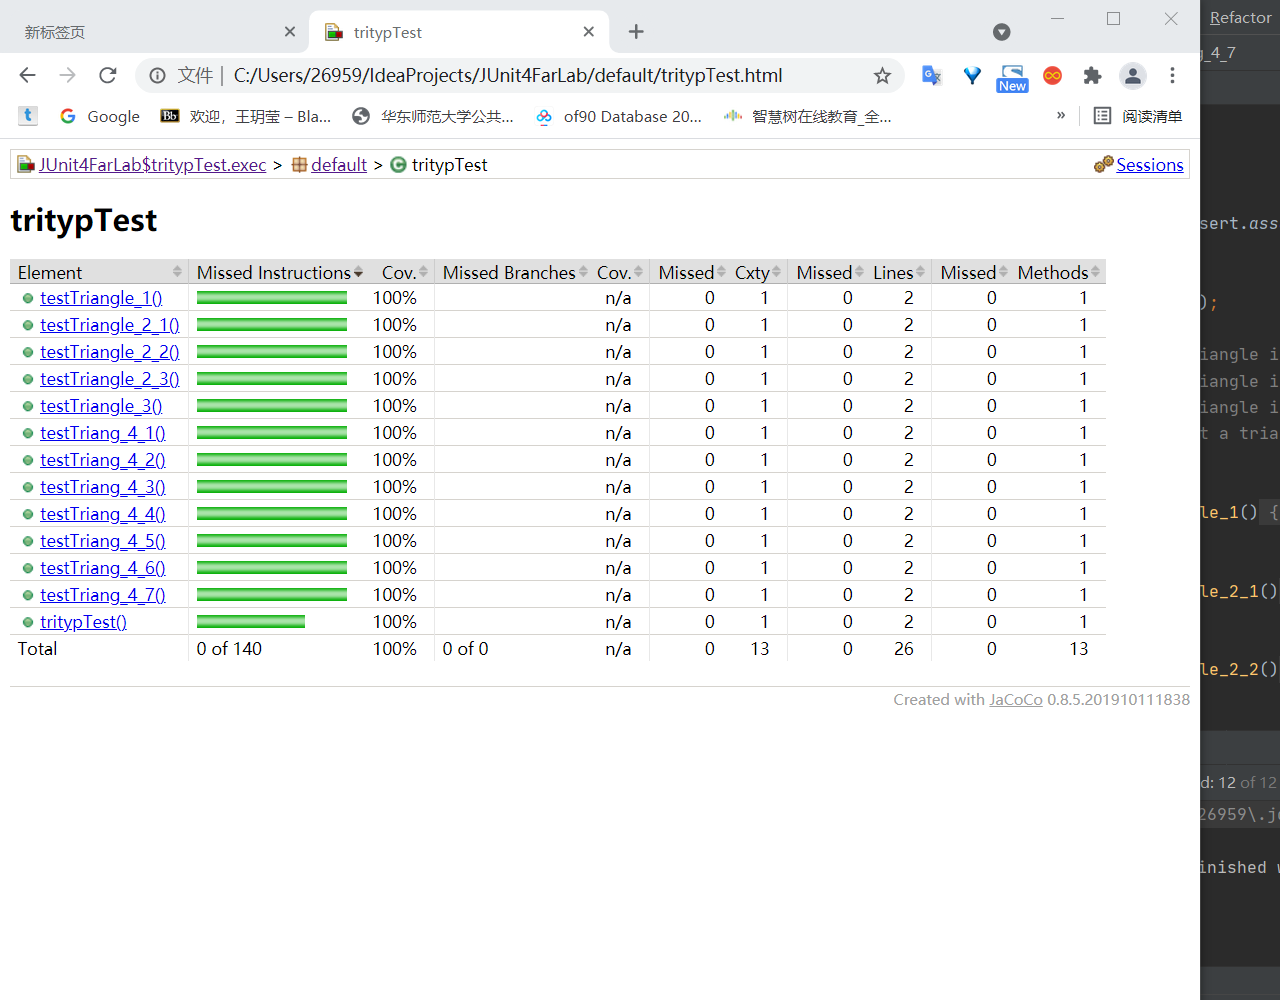 新标签页
tritypTest
Refactor
文件 | C:/Users/26959/IdeaProjects/JUnit4FarLab/default/tritypTest.html
New
g_4_7
Google
Bb 欢迎，王玥莹 – Bla...
华东师范大学公共...
of90 Database 20...
智慧树在线教育_全...
»
阅读清单
JUnit4FarLab$tritypTest.exec > default > tritypTest
Sessions
tritypTest
Element Missed Instructions Cov. Missed Branches Cov. Missed Cxty Missed Lines Missed Methods
testTriangle_1() 100% n/a 0 1 0 2 0 1
testTriangle_2_1() 100% n/a 0 1 0 2 0 1
testTriangle_2_2() 100% n/a 0 1 0 2 0 1
testTriangle_2_3() 100% n/a 0 1 0 2 0 1
testTriangle_3() 100% n/a 0 1 0 2 0 1
testTriang_4_1() 100% n/a 0 1 0 2 0 1
testTriang_4_2() 100% n/a 0 1 0 2 0 1
testTriang_4_3() 100% n/a 0 1 0 2 0 1
testTriang_4_4() 100% n/a 0 1 0 2 0 1
testTriang_4_5() 100% n/a 0 1 0 2 0 1
testTriang_4_6() 100% n/a 0 1 0 2 0 1
testTriang_4_7() 100% n/a 0 1 0 2 0 1
tritypTest() 100% n/a 0 1 0 2 0 1
Total 0 of 140 100% 0 of 0 n/a 0 13 0 26 0 13
Created with JaCoCo 0.8.5.201910111838
sert.ass
);
iangle i
iangle i
iangle i
t a tria
le_1() {
le_2_1()
le_2_2()
d: 12 of 12
26959\.j
inished